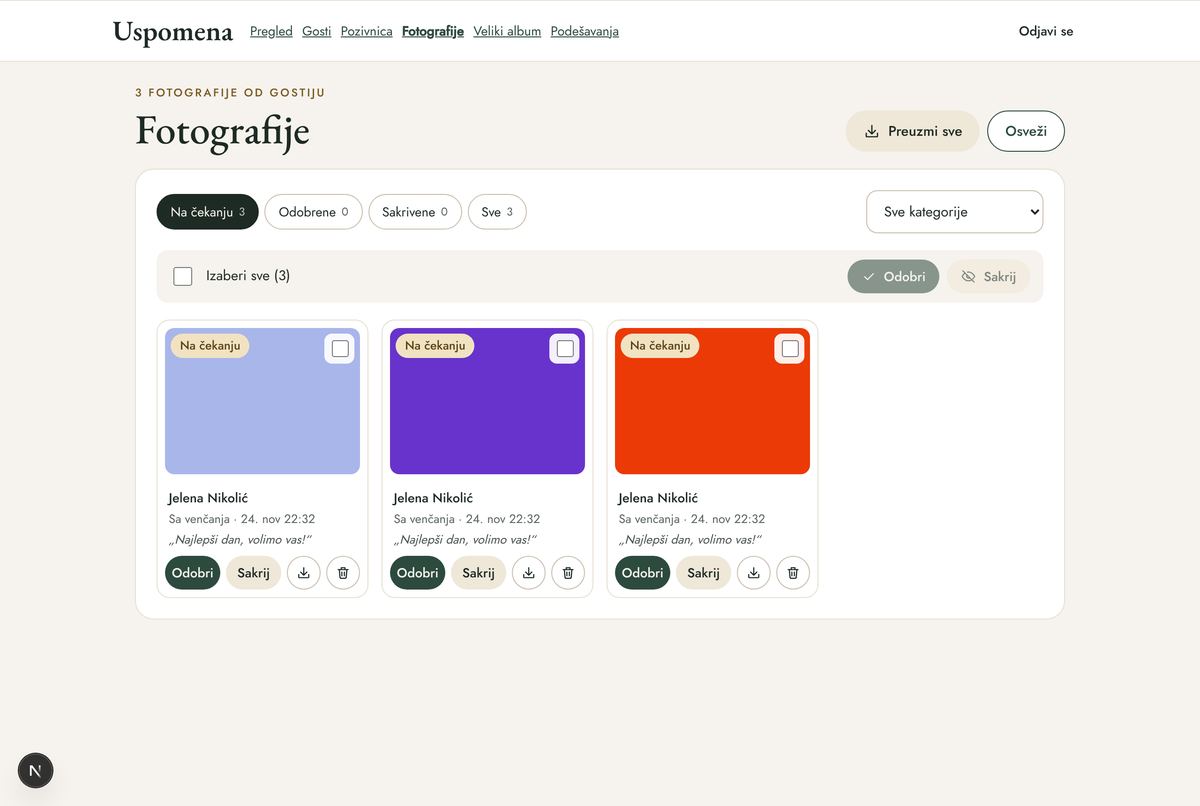 Uspomena Pregled Gosti Pozivnica Fotografije Veliki album Podešavanja Odjavi se
3 FOTOGRAFIJE OD GOSTIJU
Fotografije
Preuzmi sve Osveži
Na čekanju 3 Odobrene 0 Sakrivene 0 Sve 3 Sve kategorije
Izaberi sve (3) Odobri Sakrij
Na čekanju Na čekanju Na čekanju
Jelena Nikolić Jelena Nikolić Jelena Nikolić
Sa venčanja · 24. nov 22:32 Sa venčanja · 24. nov 22:32 Sa venčanja · 24. nov 22:32
„Najlepši dan, volimo vas!“ „Najlepši dan, volimo vas!“ „Najlepši dan, volimo vas!“
Odobri Sakrij Odobri Sakrij Odobri Sakrij
N